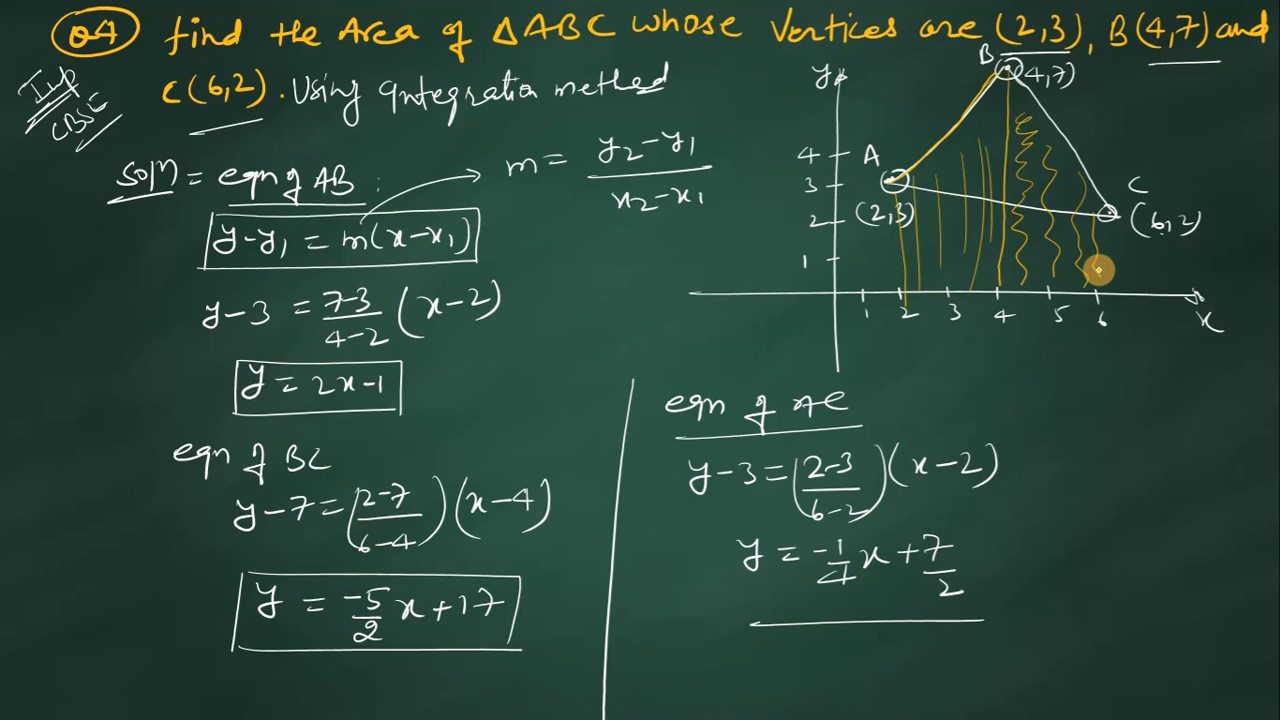 Q4 find the Area of △ABC whose vertices are (2,3), B(4,7) and
C(6,2). Using integration method
Imp
CBSE
Soln = eqn of AB :
m = y₂-y₁/x₂-x₁
y-y₁ = m(x-x₁)
y-3 = 7-3/4-2 (x-2)
y = 2x-1
eqn of BC
y-7 = (2-7/6-4)(x-4)
y = -5/2 x+17
eqn of AC
y-3 = (2-3/6-2)(x-2)
y = -1/4 x + 7/2
y
B
(4,7)
4
A
3
C
(2,3)
2
(6,2)
1
1 2 3 4 5 6
x